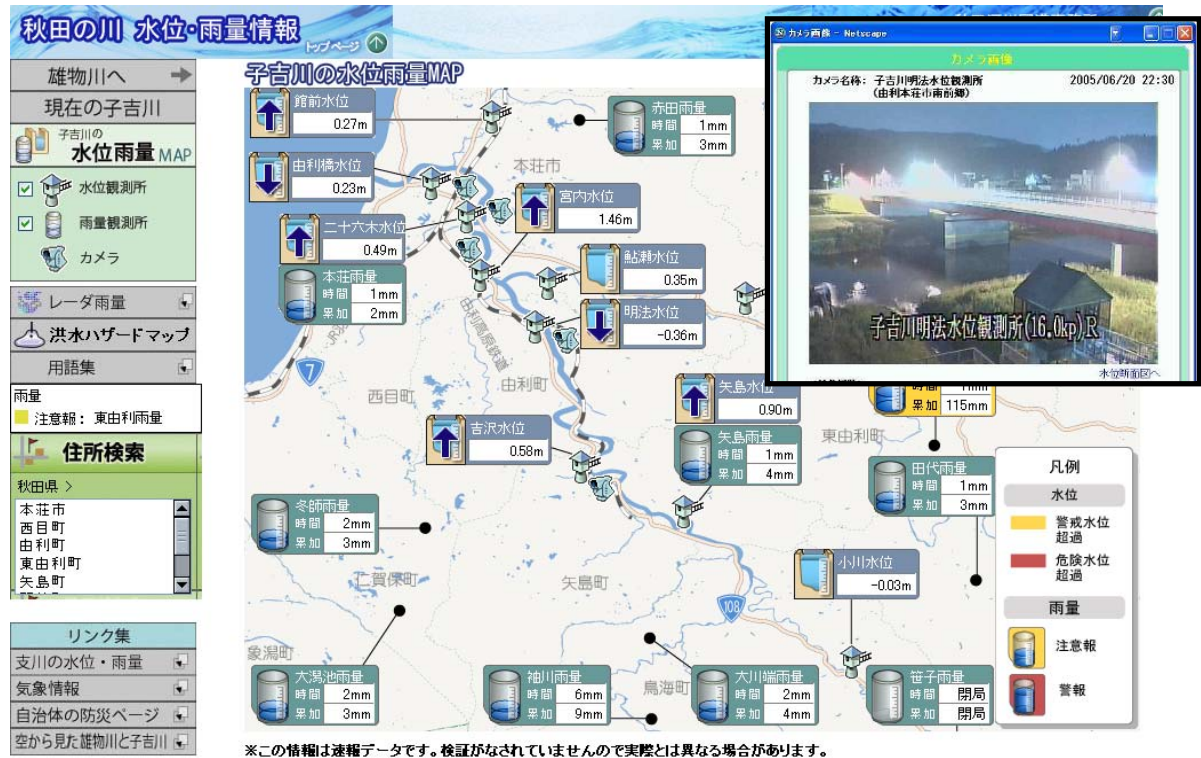 秋田の川 水位・雨量情報
トップページ
雄物川へ
現在の子吉川
子吉川の
水位雨量 MAP
水位観測所
雨量観測所
カメラ
レーダ雨量
洪水ハザードマップ
用語集
雨量
注意報： 東由利雨量
住所検索
秋田県 >
本荘市
西目町
由利町
東由利町
矢島町
リンク集
支川の水位・雨量
気象情報
自治体の防災ページ
空から見た雄物川と子吉川
子吉川の水位雨量MAP
館前水位
0.27m
赤田雨量
時間 1mm
累加 3mm
本荘市
由利橋水位
0.23m
宮内水位
1.46m
二十六木水位
0.49m
鮎瀬水位
0.35m
本荘雨量
時間 1mm
累加 2mm
明法水位
-0.36m
由利高原鉄道
7
西目町
由利町
矢島水位
0.90m
累加 115mm
吉沢水位
0.58m
矢島雨量
時間 1mm
累加 4mm
東由利町
田代雨量
時間 1mm
累加 3mm
冬師雨量
時間 2mm
累加 3mm
仁賀保町
矢島町
小川水位
-0.03m
108
象潟町
大潟池雨量
時間 2mm
累加 3mm
袖川雨量
時間 6mm
累加 9mm
鳥海町
大川端雨量
時間 2mm
累加 4mm
笹子雨量
時間 閉局
累加 閉局
凡例
水位
警戒水位
超過
危険水位
超過
雨量
注意報
警報
カメラ画像 - Netscape
カメラ画像
カメラ名称： 子吉川明法水位観測所 2005/06/20 22:30
(由利本荘市南前郷)
子吉川明法水位観測所(16.0kp)R
水位断面図へ
※この情報は速報データです。検証がなされていませんので実際とは異なる場合があります。